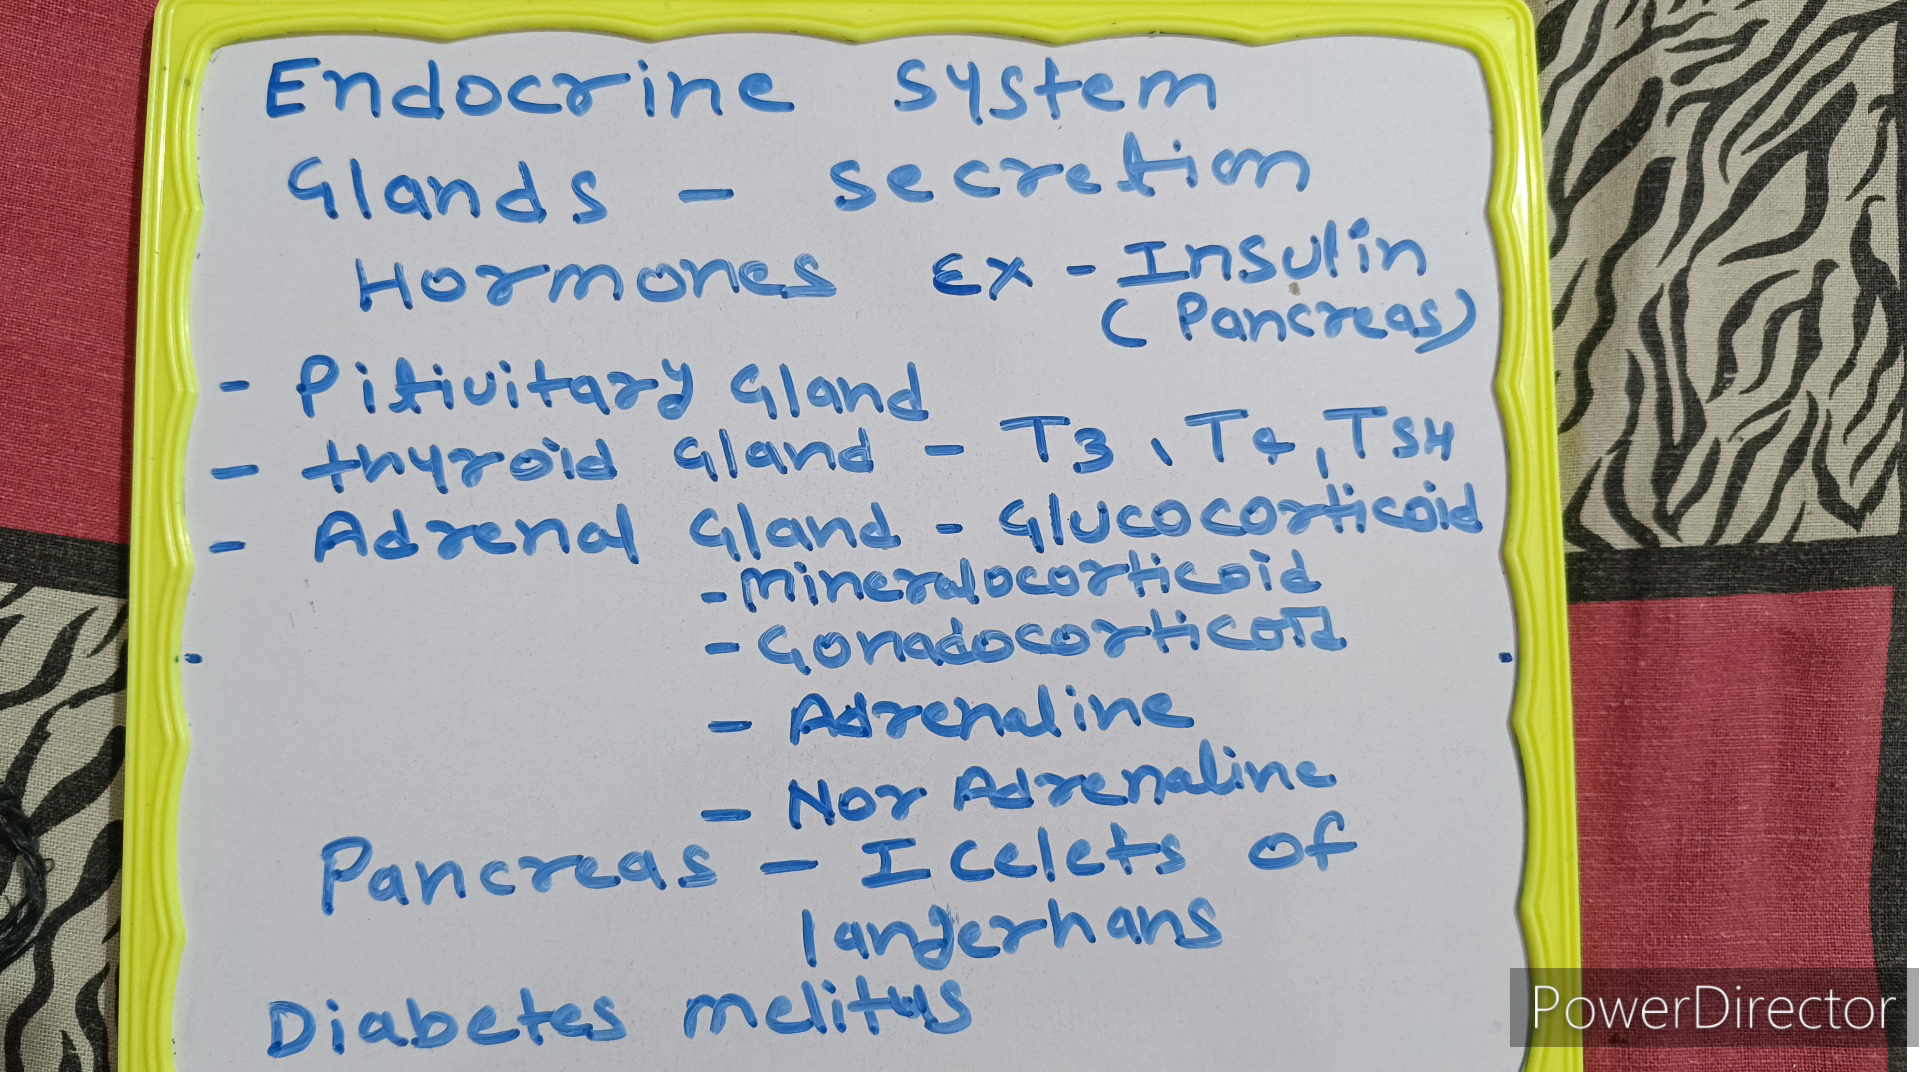 Endocrine System
Glands - Secretion
Hormones Ex - Insulin
(Pancreas)
- Pitiuitary Gland
- thyroid Gland - T3, T4, TSH
- Adrenal Gland - Glucocorticoid
- Mineralocorticoid
- Gonadocorticoid
- Adrenaline
- Nor Adrenaline
Pancreas - Icelets of
langerhans
Diabetes melitus
PowerDirector